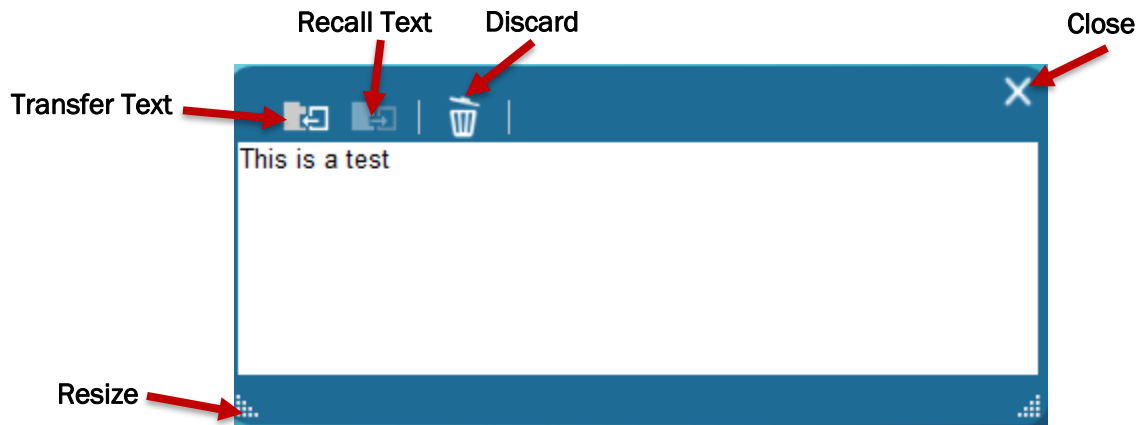 Recall Text
Discard
Close
Transfer Text
This is a test
Resize